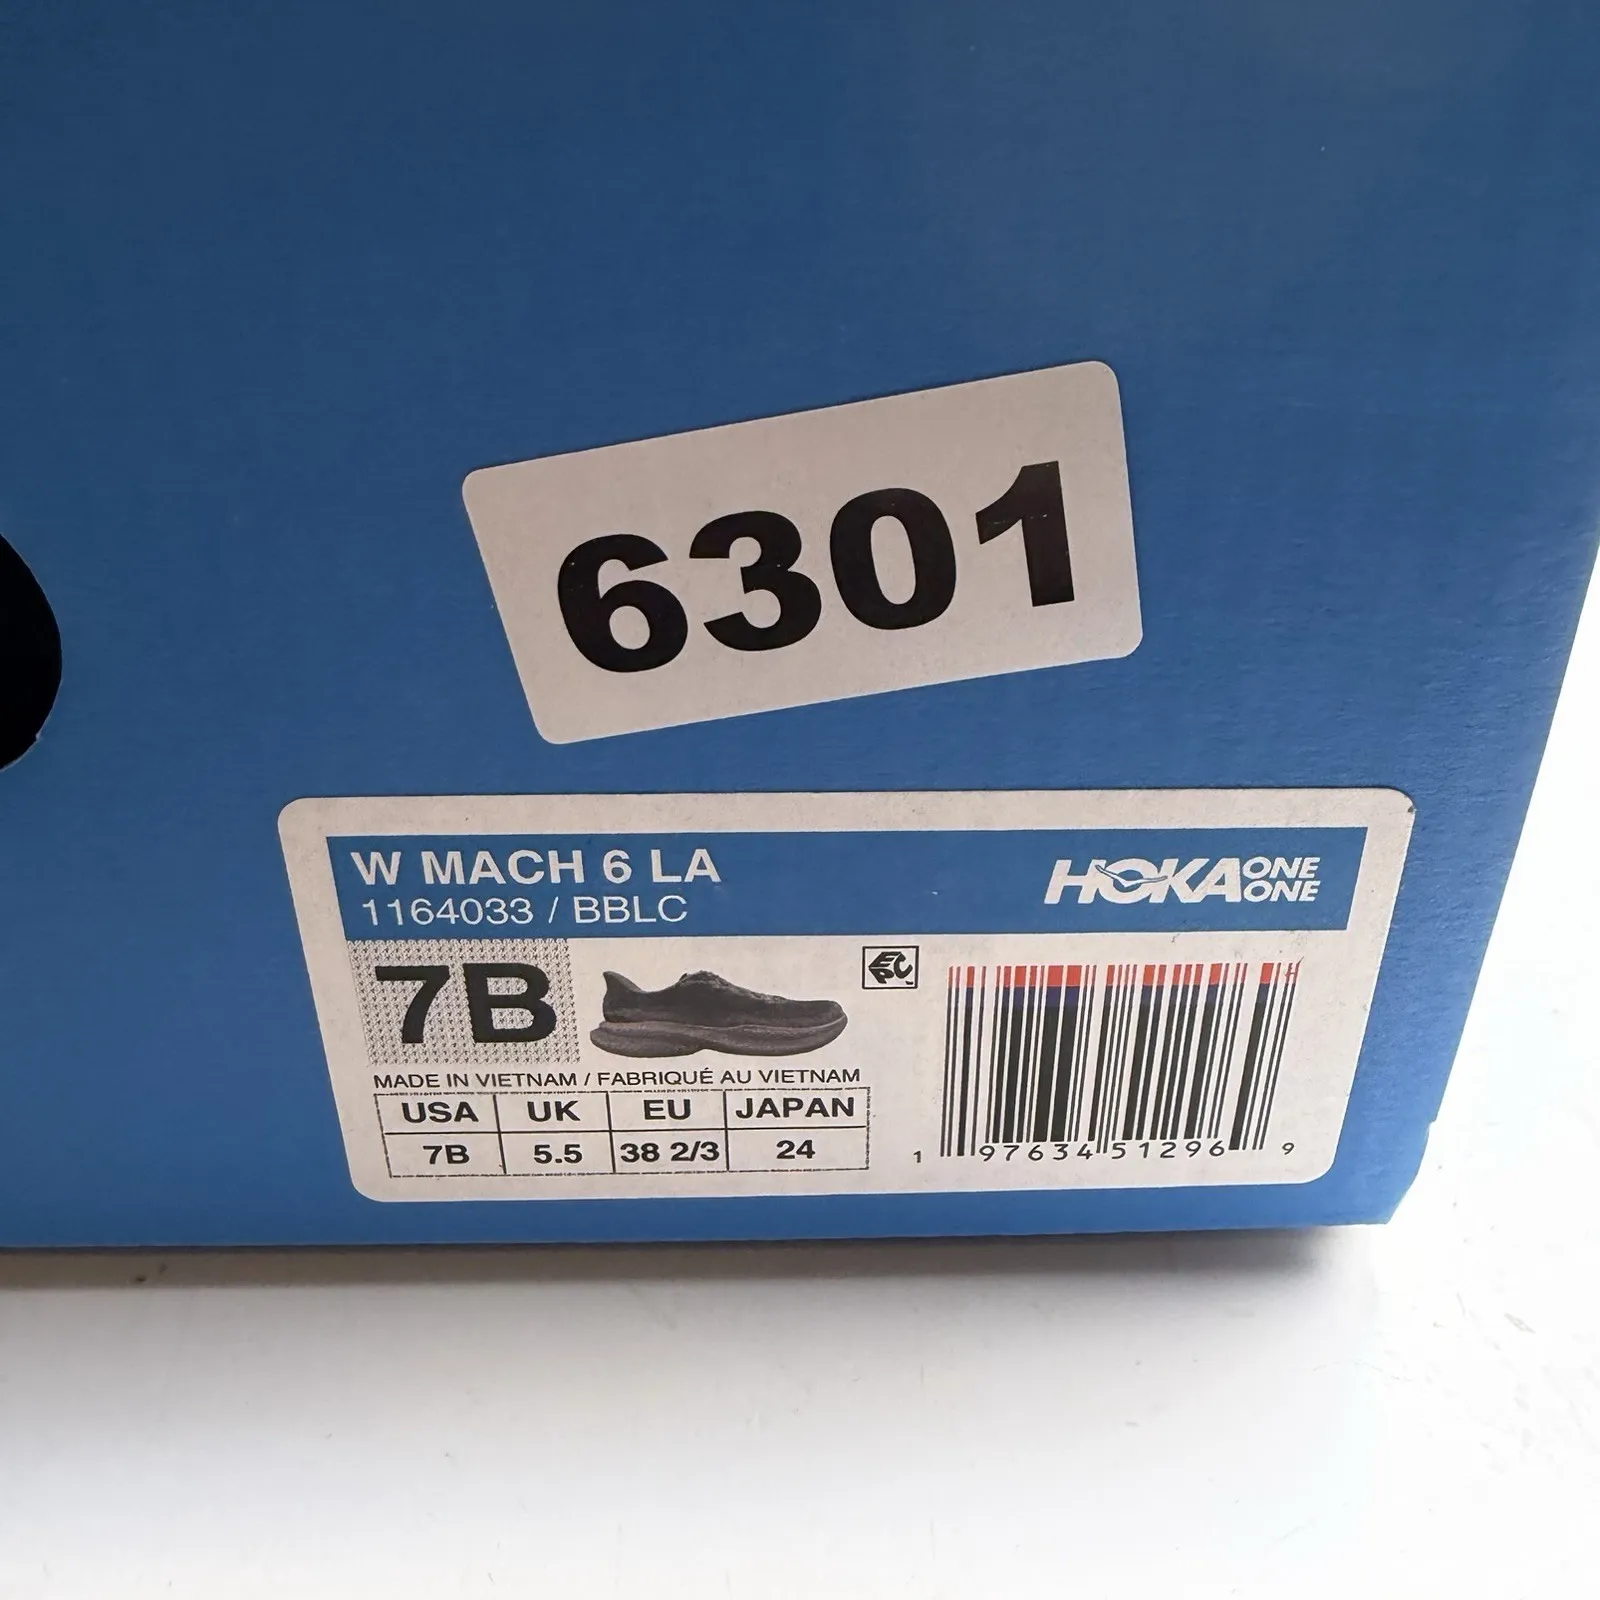 6301
W MACH 6 LA
1164033 / BBLC
HOKA ONE ONE
7B
EPC
MADE IN VIETNAM / FABRIQUÉ AU VIETNAM
USA UK EU JAPAN
7B 5.5 38 2/3 24
1 97634 51296 9